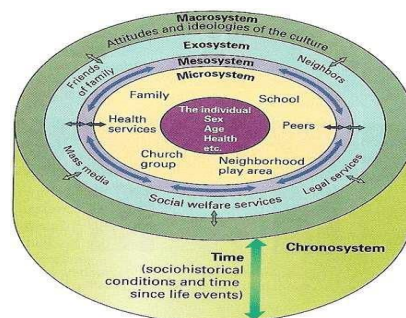 Macrosystem
Attitudes and ideologies of the culture
Exosystem
Mesosystem
Microsystem
Friends
of family
Neighbors
Family
School
The individual
Sex
Age
Health
etc.
Health
services
Peers
Church
group
Neighborhood
play area
Mass media
Social welfare services
Legal services
Chronosystem
Time
(sociohistorical
conditions and time
since life events)